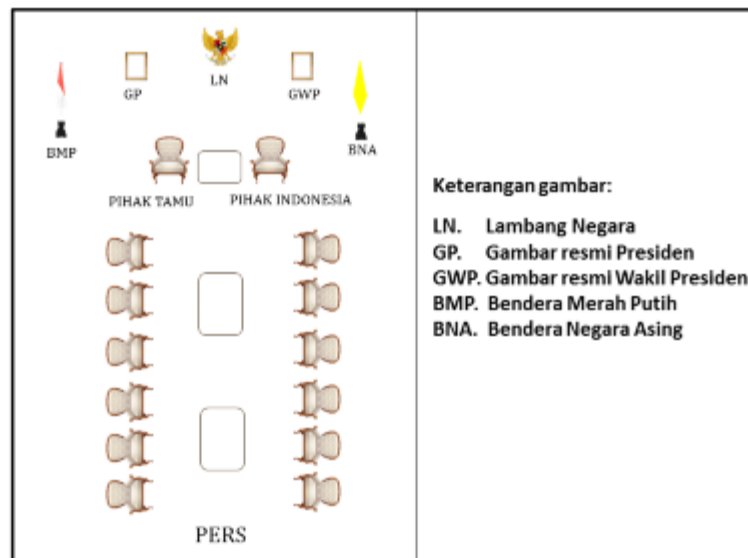 LN
GP
GWP
BMP
BNA
PIHAK TAMU
PIHAK INDONESIA
PERS
Keterangan gambar:
LN. Lambang Negara
GP. Gambar resmi Presiden
GWP. Gambar resmi Wakil Presiden
BMP. Bendera Merah Putih
BNA. Bendera Negara Asing